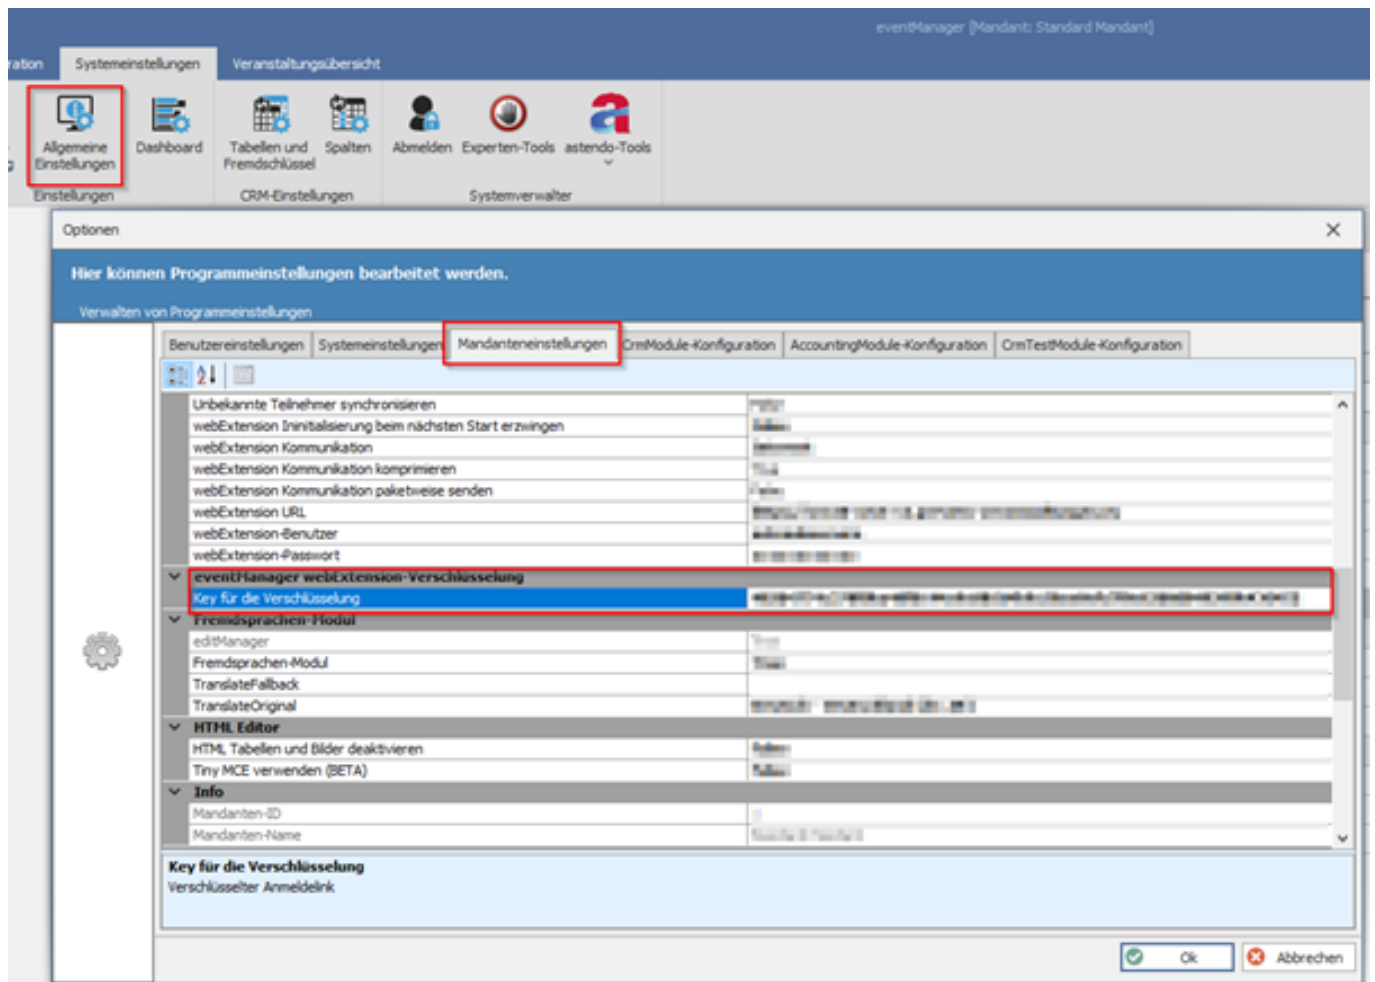 eventManager [Mandant: Standard Mandant]
ration Systemeinstellungen Veranstaltungsübersicht
Allgemeine Einstellungen
Dashboard
Tabellen und Fremdschlüssel
Spalten
Abmelden
Experten-Tools
astendo-Tools
Einstellungen CRM-Einstellungen Systemverwalter
Optionen
Hier können Programmeinstellungen bearbeitet werden.
Verwalten von Programmeinstellungen
Benutzereinstellungen Systemeinstellungen Mandanteneinstellungen CrmModule-Konfiguration AccountingModule-Konfiguration CrmTestModule-Konfiguration
Unbekannte Teilnehmer synchronisieren
webExtension Ininitialisierung beim nächsten Start erzwingen
webExtension Kommunikation
webExtension Kommunikation komprimieren
webExtension Kommunikation paketweise senden
webExtension URL
webExtension-Benutzer
webExtension-Passwort
eventManager webExtension-Verschlüsselung
Key für die Verschlüsselung
Fremdsprachen-Modul
editManager
Fremdsprachen-Modul
TranslateFallback
TranslateOriginal
HTML Editor
HTML Tabellen und Bilder deaktivieren
Tiny MCE verwenden (BETA)
Info
Mandanten-ID
Mandanten-Name
Key für die Verschlüsselung
Verschlüsselter Anmeldelink
Ok Abbrechen